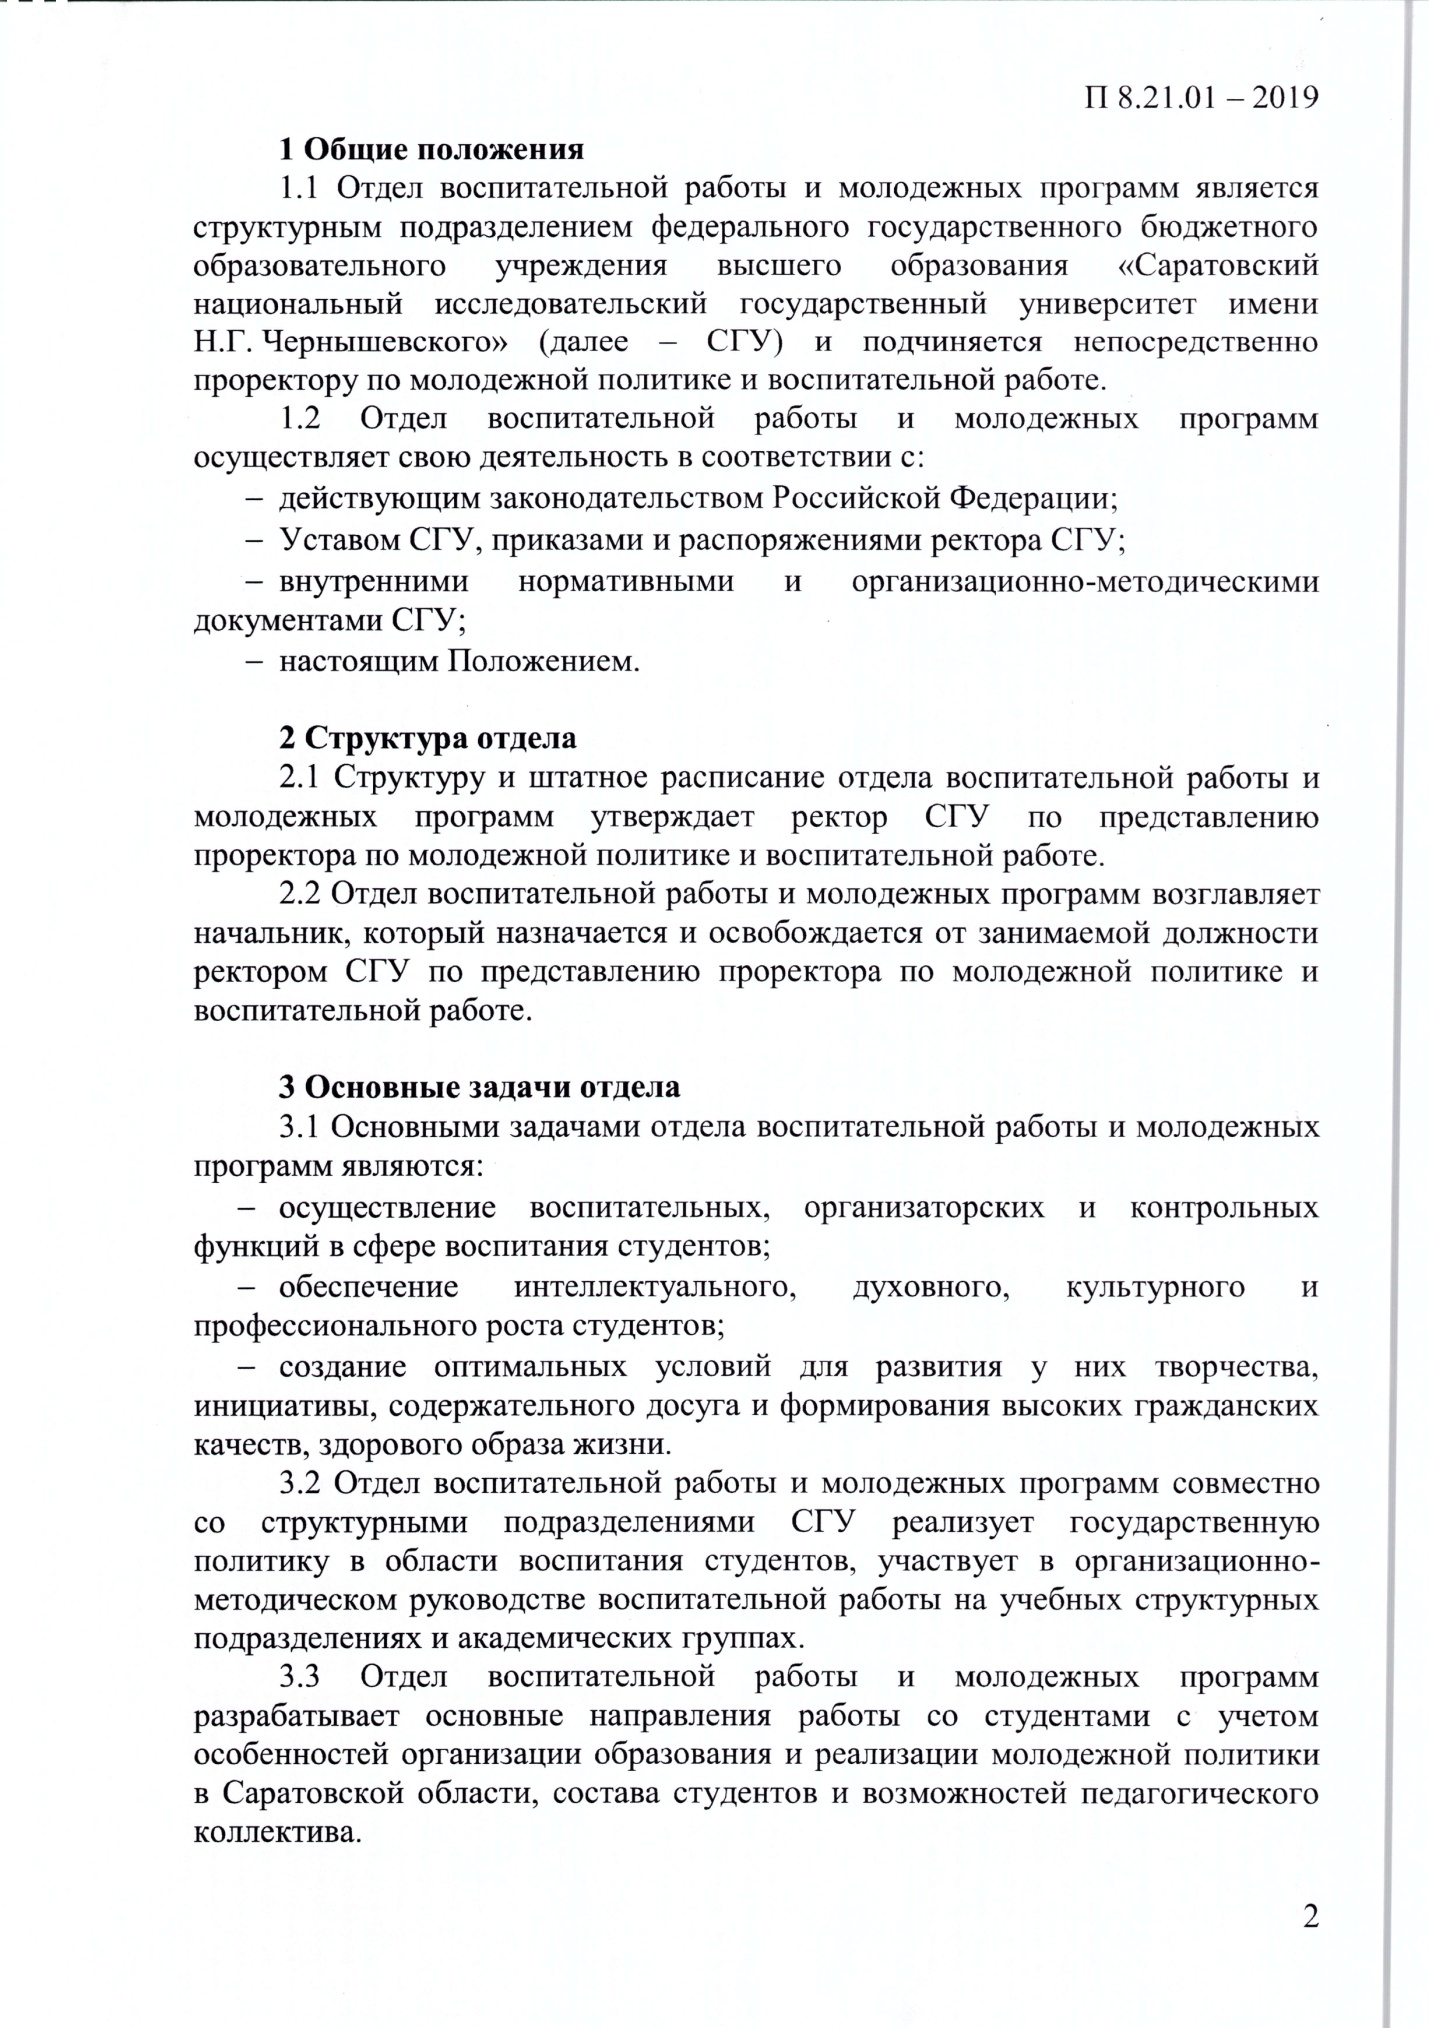 П 8.21.01 – 2019
1 Общие положения
1.1 Отдел воспитательной работы и молодежных программ является
структурным подразделением федерального государственного бюджетного
образовательного учреждения высшего образования «Саратовский
национальный исследовательский государственный университет имени
Н.Г. Чернышевского» (далее – СГУ) и подчиняется непосредственно
проректору по молодежной политике и воспитательной работе.
1.2 Отдел воспитательной работы и молодежных программ
осуществляет свою деятельность в соответствии с:
– действующим законодательством Российской Федерации;
– Уставом СГУ, приказами и распоряжениями ректора СГУ;
– внутренними нормативными и организационно-методическими
документами СГУ;
– настоящим Положением.
2 Структура отдела
2.1 Структуру и штатное расписание отдела воспитательной работы и
молодежных программ утверждает ректор СГУ по представлению
проректора по молодежной политике и воспитательной работе.
2.2 Отдел воспитательной работы и молодежных программ возглавляет
начальник, который назначается и освобождается от занимаемой должности
ректором СГУ по представлению проректора по молодежной политике и
воспитательной работе.
3 Основные задачи отдела
3.1 Основными задачами отдела воспитательной работы и молодежных
программ являются:
– осуществление воспитательных, организаторских и контрольных
функций в сфере воспитания студентов;
– обеспечение интеллектуального, духовного, культурного и
профессионального роста студентов;
– создание оптимальных условий для развития у них творчества,
инициативы, содержательного досуга и формирования высоких гражданских
качеств, здорового образа жизни.
3.2 Отдел воспитательной работы и молодежных программ совместно
со структурными подразделениями СГУ реализует государственную
политику в области воспитания студентов, участвует в организационно-
методическом руководстве воспитательной работы на учебных структурных
подразделениях и академических группах.
3.3 Отдел воспитательной работы и молодежных программ
разрабатывает основные направления работы со студентами с учетом
особенностей организации образования и реализации молодежной политики
в Саратовской области, состава студентов и возможностей педагогического
коллектива.
2